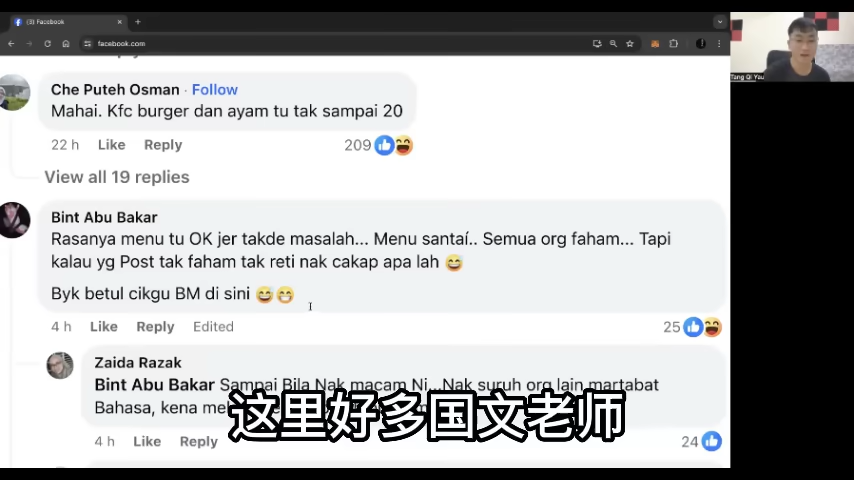 (3) Facebook
facebook.com
Tang Qi Yau
Che Puteh Osman · Follow
Mahai. Kfc burger dan ayam tu tak sampai 20
22 h Like Reply 209
View all 19 replies
Bint Abu Bakar
Rasanya menu tu OK jer takde masalah... Menu santaí.. Semua org faham... Tapi
kalau yg Post tak faham tak reti nak cakap apa lah
Byk betul cikgu BM di sini
4 h Like Reply Edited 25
Zaida Razak
Bint Abu Bakar Sampai Bila Nak macam Ni...Nak suruh org lain martabat
Bahasa, kena
这里好多国文老师
4 h Like Reply 24